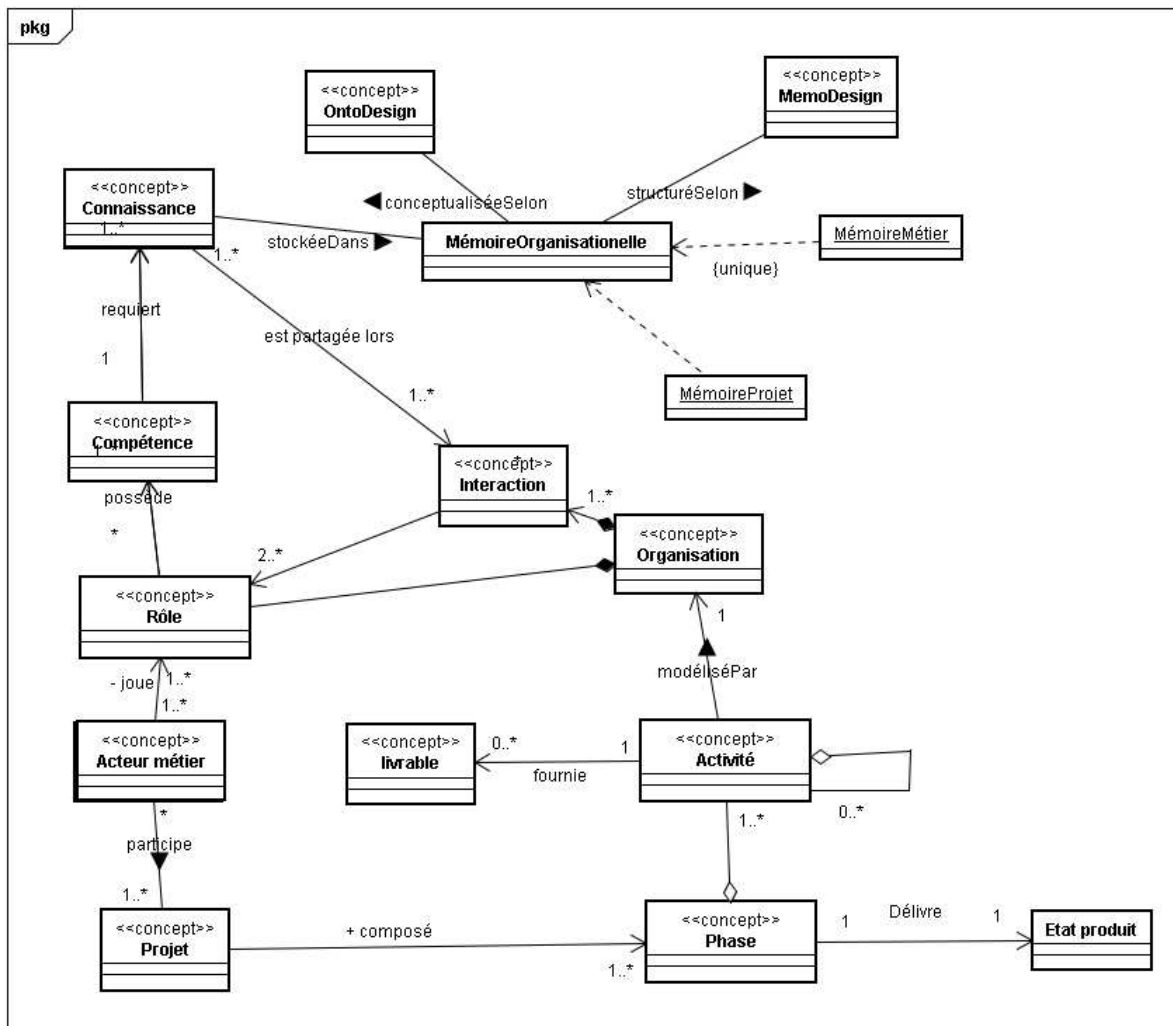 pkg
<<concept>>
OntoDesign
<<concept>>
MemoDesign
<<concept>>
Connaissance
1..*
conceptualiséeSelon
structuréSelon
stockéeDans
1..*
MémoireOrganisationelle
MémoireMétier
{unique}
requiert
est partagée lors
1
1..*
MémoireProjet
<<concept>>
Compétence
1..*
possède
*
<<concept>>
*
Interaction
1..*
<<concept>>
Organisation
2..*
<<concept>>
Rôle
1
modéliséPar
- joue
1..*
1..*
<<concept>>
Acteur métier
*
<<concept>>
livrable
0..*
fournie
1
<<concept>>
Activité
1..*
0..*
participe
1..*
<<concept>>
Projet
+ composé
1..*
<<concept>>
Phase
1
Délivre
1
Etat produit